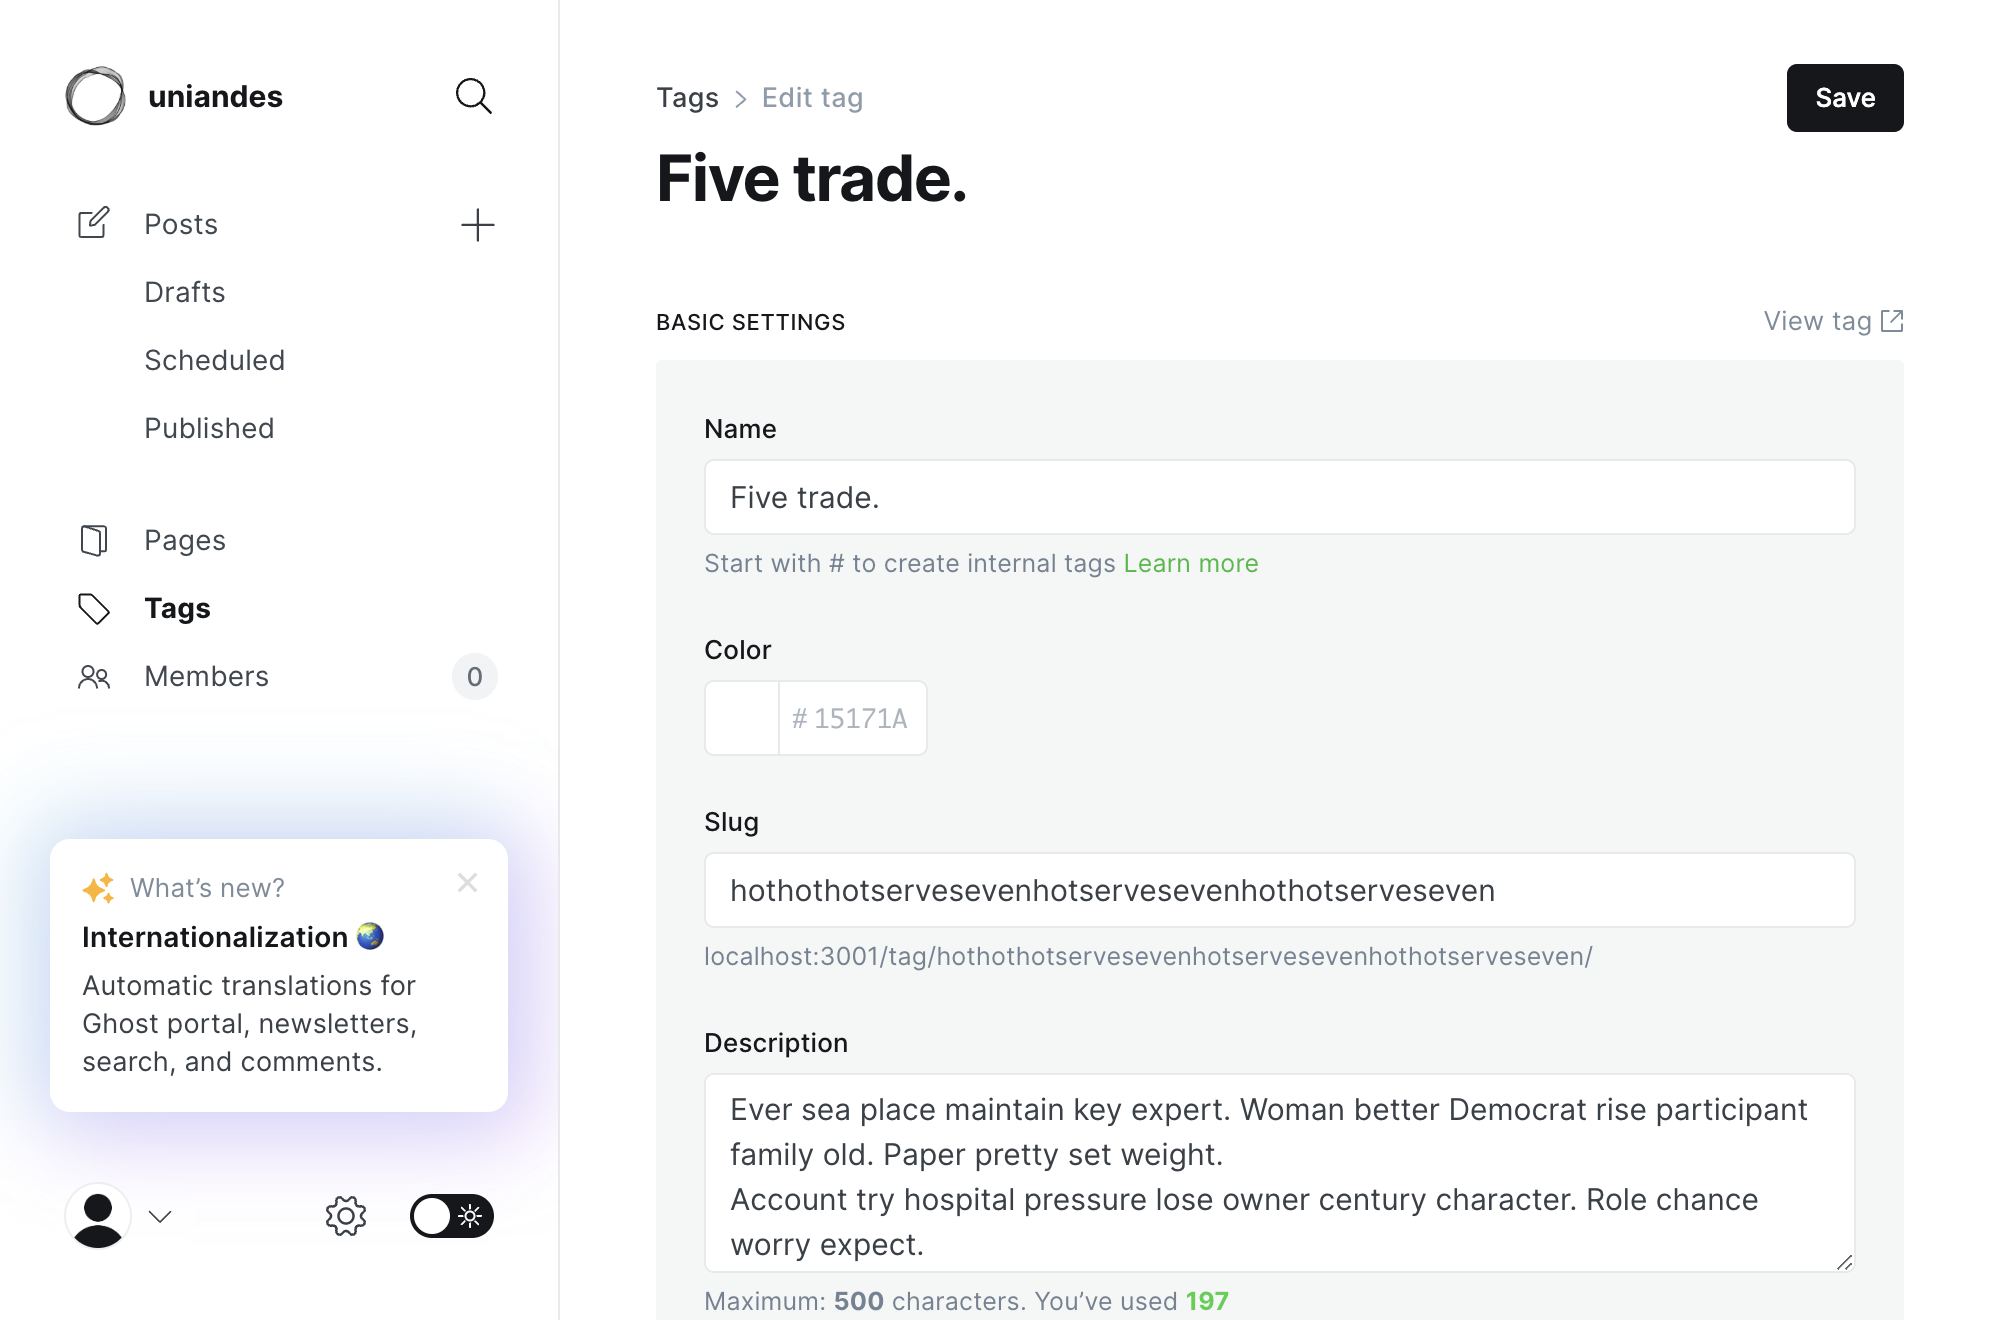 uniandes
Posts
Drafts
Scheduled
Published
Pages
Tags
Members
0
What’s new?
Internationalization
Automatic translations for
Ghost portal, newsletters,
search, and comments.
Tags > Edit tag
Save
Five trade.
BASIC SETTINGS
View tag
Name
Five trade.
Start with # to create internal tags Learn more
Color
# 15171A
Slug
hothothotservesevenhotservesevenhothotserveseven
localhost:3001/tag/hothothotservesevenhotservesevenhothotserveseven/
Description
Ever sea place maintain key expert. Woman better Democrat rise participant
family old. Paper pretty set weight.
Account try hospital pressure lose owner century character. Role chance
worry expect.
Maximum: 500 characters. You’ve used 197